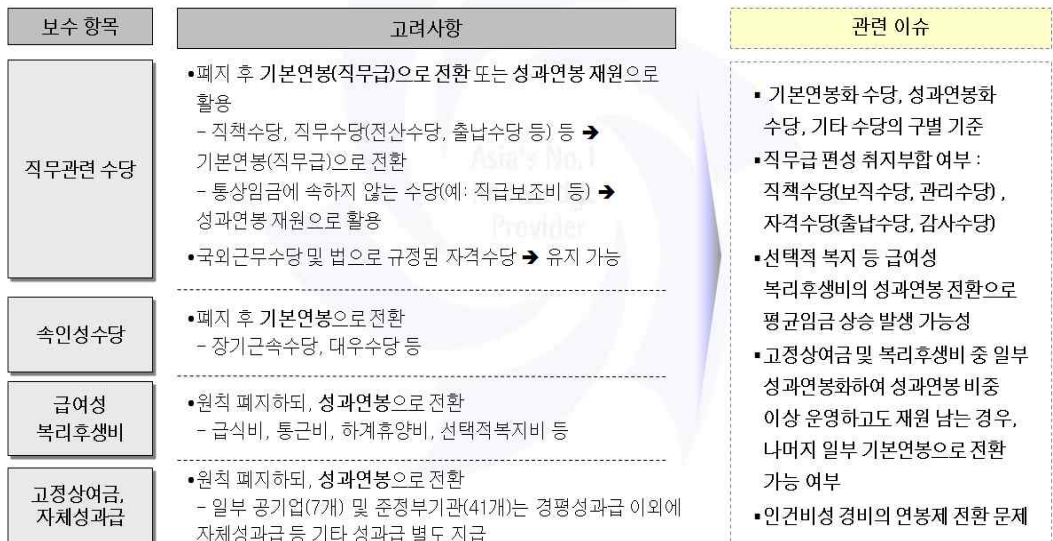 보수 항목
고려사항
관련 이슈
직무관련 수당
•폐지 후 기본연봉(직무급)으로 전환 또는 성과연봉 재원으로
활용
- 직책수당, 직무수당(전산수당, 출납수당 등) 등 ➔
기본연봉(직무급)으로 전환
- 통상임금에 속하지 않는 수당(예: 직급보조비 등) ➔
성과연봉 재원으로 활용
•국외근무수당 및 법으로 규정된 자격수당 ➔ 유지 가능
속인성수당
•폐지 후 기본연봉으로 전환
- 장기근속수당, 대우수당 등
급여성
복리후생비
•원칙 폐지하되, 성과연봉으로 전환
- 급식비, 통근비, 하계휴양비, 선택적복지비 등
고정상여금,
자체성과급
•원칙 폐지하되, 성과연봉으로 전환
- 일부 공기업(7개) 및 준정부기관(41개)는 경평성과급 이외에
자체성과급 등 기타 성과급 별도 지급
▪ 기본연봉화 수당, 성과연봉화
수당, 기타 수당의 구별 기준
▪직무급 편성 취지부합 여부 :
직책수당(보직수당, 관리수당) ,
자격수당(출납수당, 감사수당)
▪선택적 복지 등 급여성
복리후생비의 성과연봉 전환으로
평균임금 상승 발생 가능성
▪고정상여금 및 복리후생비 중 일부
성과연봉화하여 성과연봉 비중
이상 운영하고도 재원 남는 경우,
나머지 일부 기본연봉으로 전환
가능 여부
▪인건비성 경비의 연봉제 전환 문제
Asia's No.1
Provider